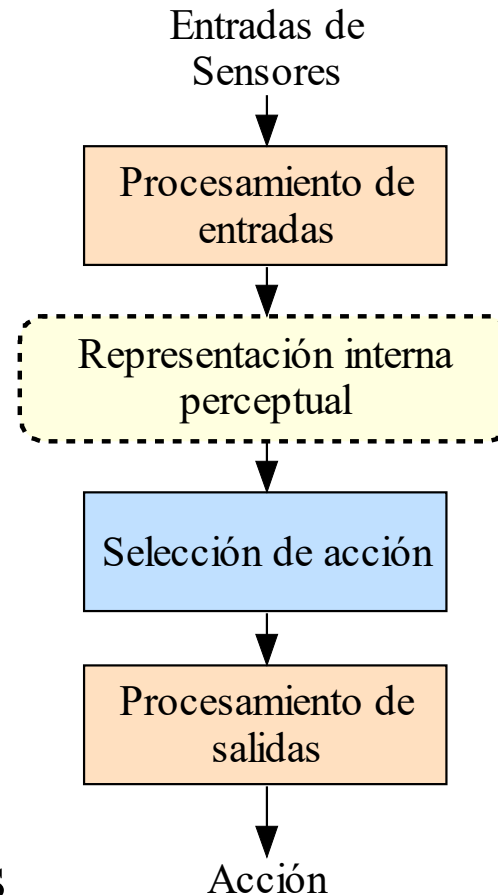 Entradas de
Sensores
Procesamiento de
entradas
Representación interna
perceptual
Selección de acción
Procesamiento de
salidas
s
Acción